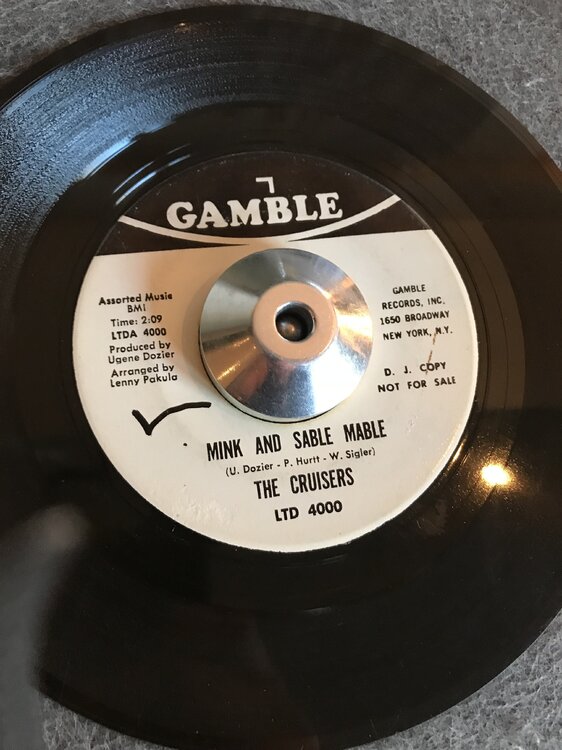 GAMBLE
Assorted Music
BMI
Time: 2:09
LTDA 4000
Produced by
Ugene Dozier
Arranged by
Lenny Pakula
GAMBLE
RECORDS, INC.
1650 BROADWAY
NEW YORK, N.Y.
D. J. COPY
NOT FOR SALE
MINK AND SABLE MABLE
(U. Dozier - P. Hurtt - W. Sigler)
THE CRUISERS
LTD 4000